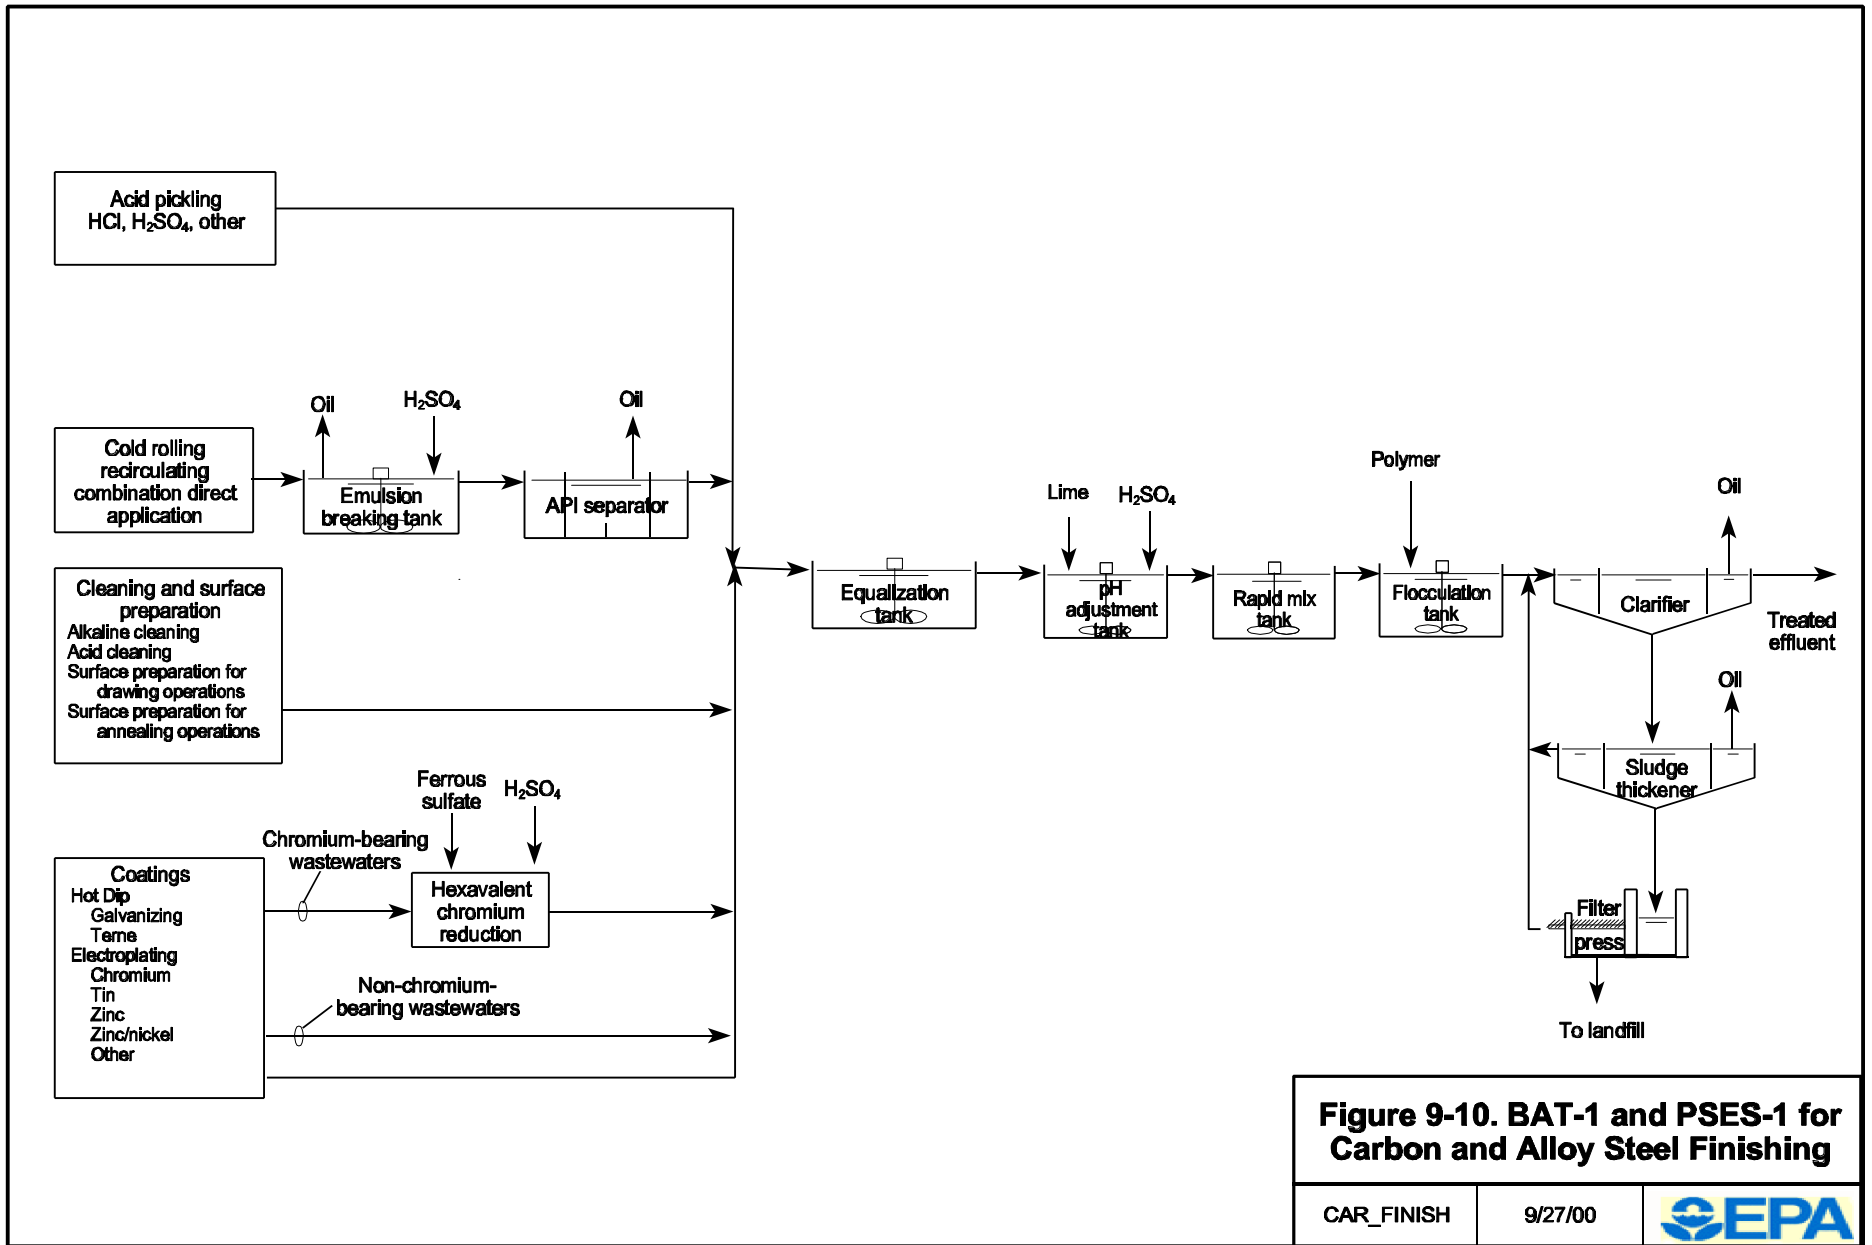 Acid pickling
HCl, H₂SO₄, other
Oil
H₂SO₄
Oil
Cold rolling
recirculating
combination direct
application
Emulsion
breaking tank
API separator
Cleaning and surface
preparation
Alkaline cleaning
Acid cleaning
Surface preparation for
drawing operations
Surface preparation for
annealing operations
Ferrous
sulfate
H₂SO₄
Chromium-bearing
wastewaters
Coatings
Hot Dip
Galvanizing
Terne
Electroplating
Chromium
Tin
Zinc
Zinc/nickel
Other
Hexavalent
chromium
reduction
Non-chromium-
bearing wastewaters
Equalization
tank
Lime
H₂SO₄
pH
adjustment
tank
Rapid mix
tank
Polymer
Flocculation
tank
Oil
Clarifier
Treated
effluent
Oil
Sludge
thickener
Filter
press
To landfill
Figure 9-10. BAT-1 and PSES-1 for
Carbon and Alloy Steel Finishing
CAR_FINISH
9/27/00
EPA